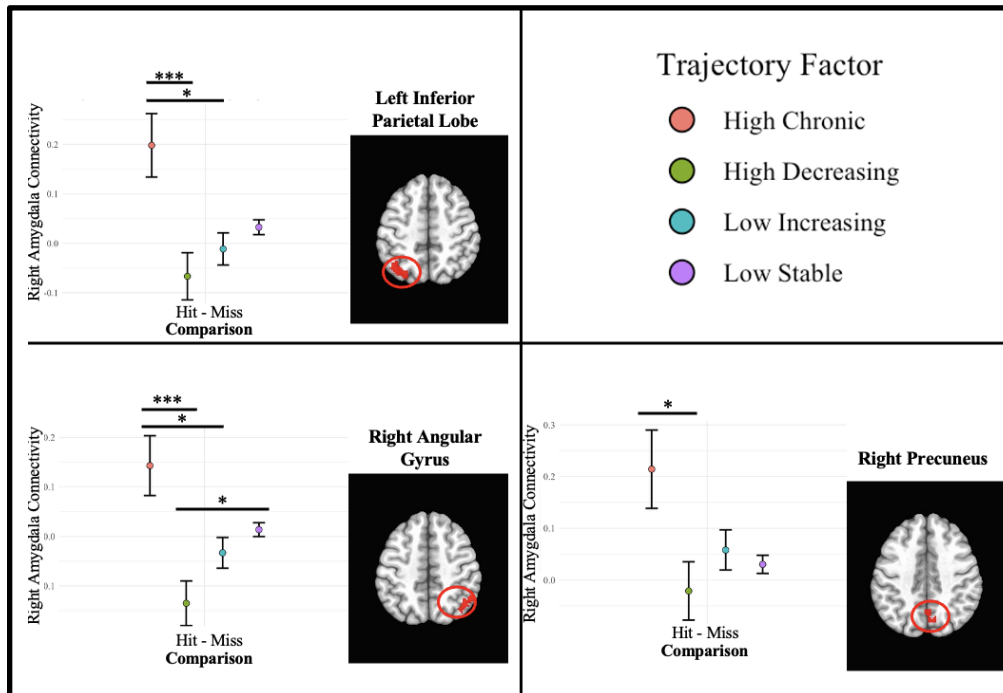 ***
*
Left Inferior
Parietal Lobe
Right Amygdala Connectivity
0.2
0.1
0.0
-0.1
Hit - Miss
Comparison
Trajectory Factor
High Chronic
High Decreasing
Low Increasing
Low Stable
***
*
*
Right Angular
Gyrus
Right Amygdala Connectivity
0.2
0.1
0.0
0.1
Hit - Miss
Comparison
*
Right Precuneus
Right Amygdala Connectivity
0.3
0.2
0.1
0.0
Hit - Miss
Comparison